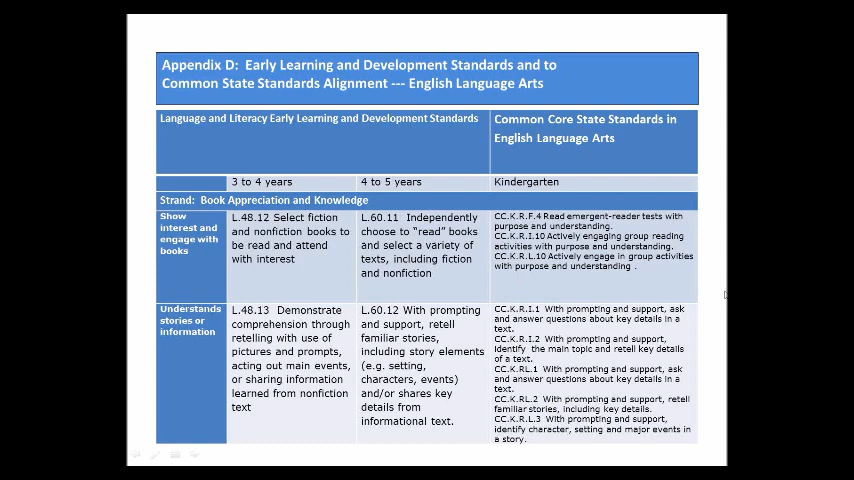 Appendix D:  Early Learning and Development Standards and to
Common State Standards Alignment --- English Language Arts
Language and Literacy Early Learning and Development Standards
Common Core State Standards in
English Language Arts
3 to 4 years
4 to 5 years
Kindergarten
Strand:  Book Appreciation and Knowledge
Show
interest and
engage with
books
L.48.12 Select fiction
and nonfiction books to
be read and attend
with interest
L.60.11  Independently
choose to “read” books
and select a variety of
texts, including fiction
and nonfiction
CC.K.R.F.4 Read emergent-reader tests with
purpose and understanding.
CC.K.R.I.10 Actively engaging group reading
activities with purpose and understanding.
CC.K.R.L.10 Actively engage in group activities
with purpose and understanding .
Understands
stories or
information
L.48.13  Demonstrate
comprehension through
retelling with use of
pictures and prompts,
acting out main events,
or sharing information
learned from nonfiction
text
L.60.12 With prompting
and support, retell
familiar stories,
including story elements
(e.g. setting,
characters, events)
and/or shares key
details from
informational text.
CC.K.R.I.1  With prompting and support, ask
and answer questions about key details in a
text.
CC.K.R.I.2  With prompting and support,
identify  the main topic and retell key details
of a text.
CC.K.RL.1  With prompting and support, ask
and answer questions about key details in a
text.
CC.K.RL.2  With prompting and support, retell
familiar stories, including key details.
CC.K.R.L.3  With prompting and support,
identify character, setting and major events in
a story.